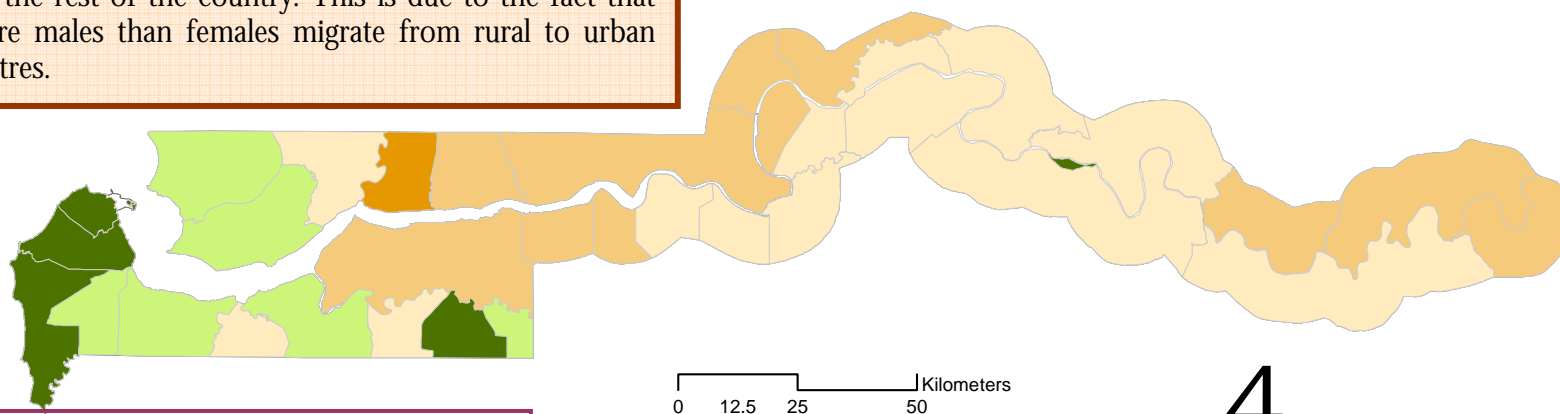 the rest of the country. This is due to the fact that
re males than females migrate from rural to urban
tres.
Kilometers
0 12.5 25 50
4